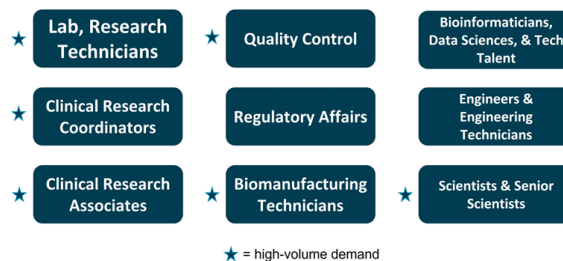 Lab, Research
Technicians
Quality Control
Bioinformaticians,
Data Sciences, & Tech
Talent
Clinical Research
Coordinators
Regulatory Affairs
Engineers &
Engineering
Technicians
Clinical Research
Associates
Biomanufacturing
Technicians
Scientists & Senior
Scientists
= high-volume demand